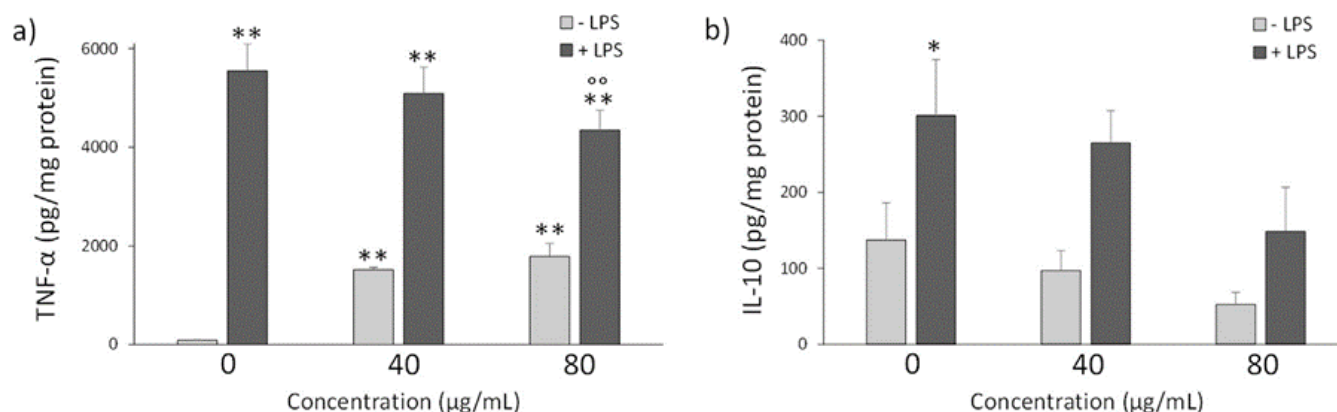 a)
- LPS
+ LPS
TNF-α (pg/mg protein)
6000
4000
2000
0
**
**
**
**
°°
**
0
40
80
Concentration (µg/mL)
b)
- LPS
+ LPS
IL-10 (pg/mg protein)
400
300
200
100
0
*
0
40
80
Concentration (µg/mL)